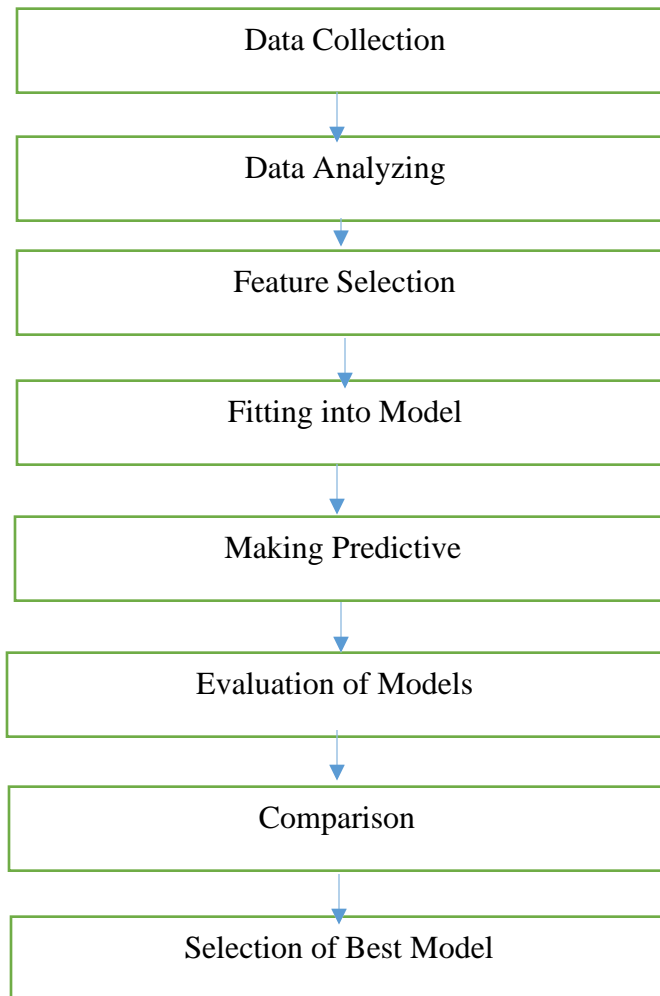 Data Collection
Data Analyzing
Feature Selection
Fitting into Model
Making Predictive
Evaluation of Models
Comparison
Selection of Best Model